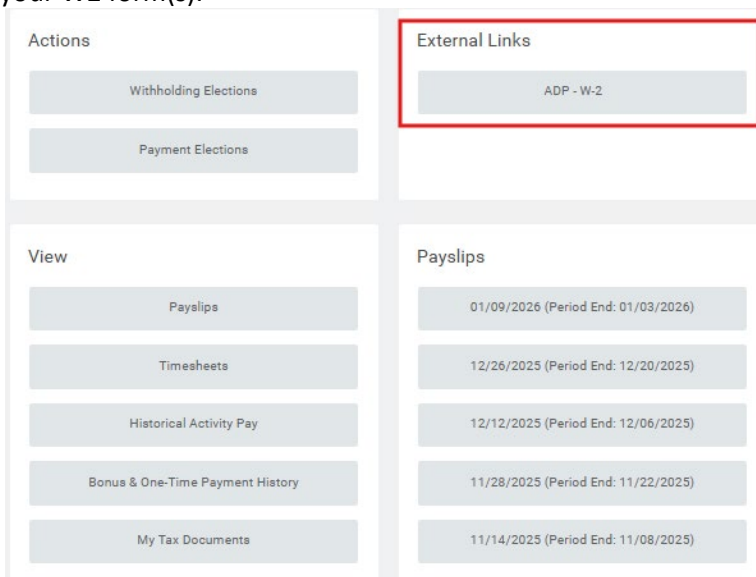 your W2 form(s).
Actions
Withholding Elections
Payment Elections
External Links
ADP - W-2
View
Payslips
Timesheets
Historical Activity Pay
Bonus & One-Time Payment History
My Tax Documents
Payslips
01/09/2026 (Period End: 01/03/2026)
12/26/2025 (Period End: 12/20/2025)
12/12/2025 (Period End: 12/06/2025)
11/28/2025 (Period End: 11/22/2025)
11/14/2025 (Period End: 11/08/2025)